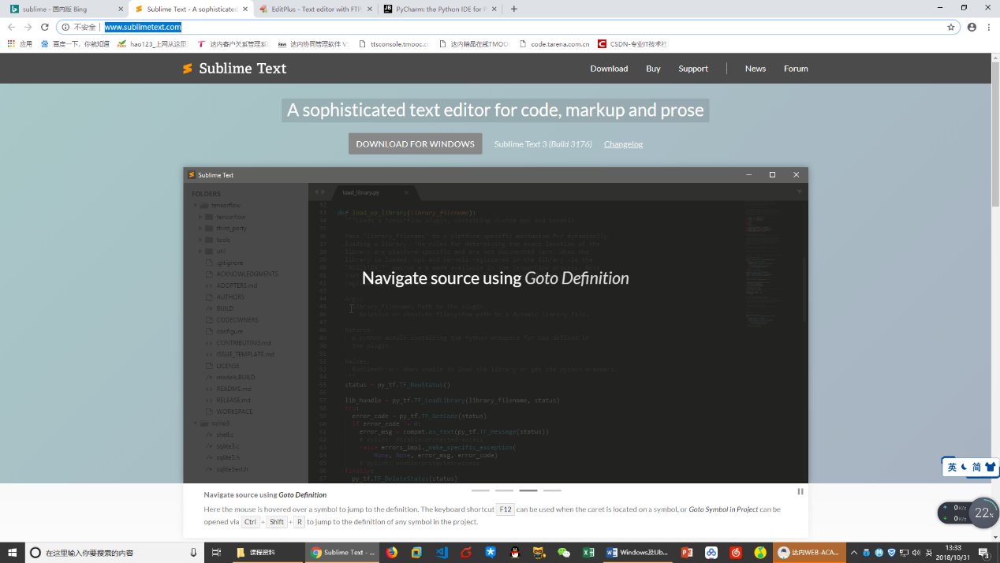 sublime - 国内版 Bing
Sublime Text - A sophisticated
EditPlus - Text editor with FTP,
PyCharm: the Python IDE for P
不安全
www.sublimetext.com
应用
百度一下，你就知道
hao123_上网从这里
达内客户关系管理系
达内协同管理软件 V
ttsconsole.tmooc.c
达内精品在线TMOO
code.tarena.com.cn
CSDN-专业IT技术社
Sublime Text
Download Buy Support News Forum
A sophisticated text editor for code, markup and prose
DOWNLOAD FOR WINDOWS
Sublime Text 3 (Build 3176)
Changelog
Sublime Text
FOLDERS
load_library.py
tensorflow
tensorflow
third_party
tools
util
.gitignore
ACKNOWLEDGMENTS
ADOPTERS.md
AUTHORS
BUILD
CODEOWNERS
configure
CONTRIBUTING.md
ISSUE_TEMPLATE.md
LICENSE
models.BUILD
README.md
RELEASE.md
WORKSPACE
sqlite3
shell.c
sqlite3.c
sqlite3.h
sqlite3ext.h
def load_op_library(library_filename):
Navigate source using Goto Definition
status = py_tf.TF_NewStatus()
lib_handle = py_tf.TF_LoadLibrary(library_filename, status)
try:
error_code = py_tf.TF_GetCode(status)
if error_code != 0:
error_msg = compat.as_text(py_tf.TF_Message(status))
# pylint: disable=protected-access
raise errors_impl._make_specific_exception(
None, None, error_msg, error_code)
# pylint: enable=protected-access
finally:
py_tf.TF_DeleteStatus(status)
Navigate source using Goto Definition
Here the mouse is hovered over a symbol to jump to the definition. The keyboard shortcut F12 can be used when the caret is located on a symbol, or Goto Symbol in Project can be
opened via Ctrl + Shift + R to jump to the definition of any symbol in the project.
英 简
0K/s
0K/s
22%
在这里输入你要搜索的内容
课程资料
Sublime Text - ...
Windows及Ub...
达内WEB-ACA...
英
13:33
2018/10/31
3